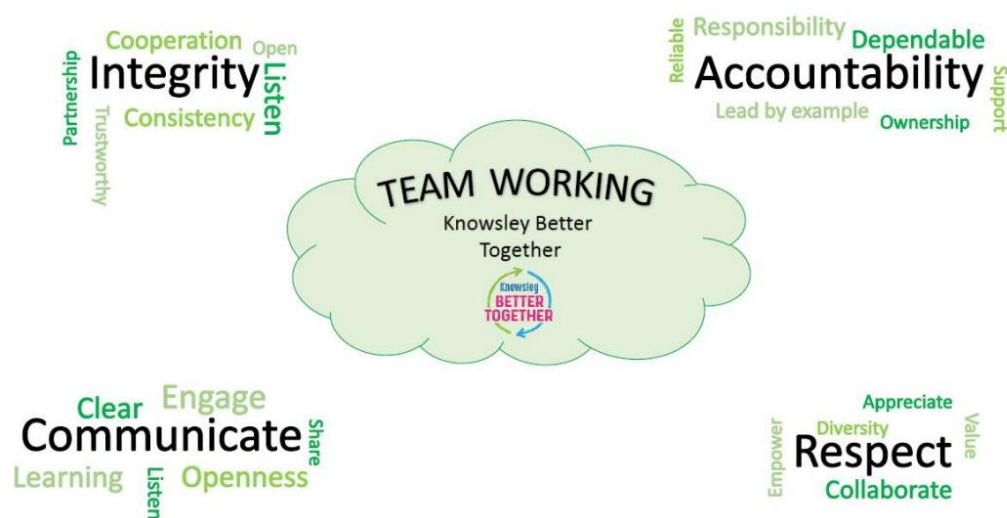 Cooperation
Open
Partnership
Integrity
Listen
Trustworthy
Consistency
Reliable
Responsibility
Dependable
Accountability
Support
Lead by example
Ownership
TEAM WORKING
Knowsley Better
Together
Knowsley
BETTER
TOGETHER
Clear
Engage
Communicate
Share
Learning
Listen
Openness
Appreciate
Empower
Diversity
Value
Respect
Collaborate